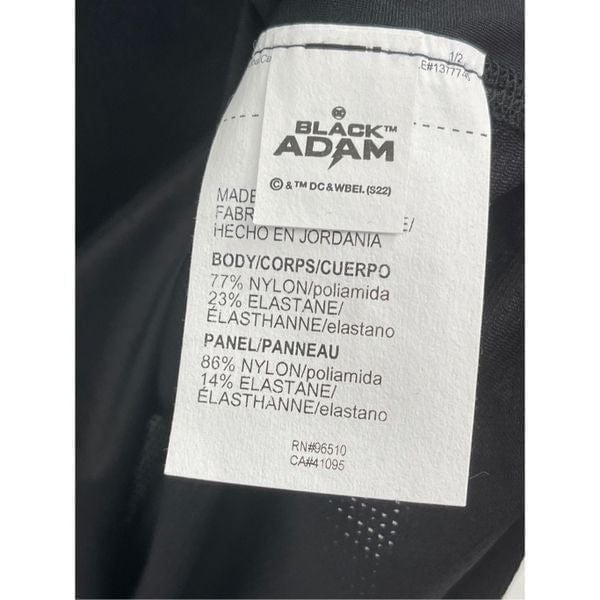 1/2
BLACK™
ADAM
© & ™ DC & WBEI. (S22)
MADE
FABR
HECHO EN JORDANIA
BODY/CORPS/CUERPO
77% NYLON/poliamida
23% ELASTANE/
ÉLASTHANNE/elastano
PANEL/PANNEAU
86% NYLON/poliamida
14% ELASTANE/
ÉLASTHANNE/elastano
RN#96510
CA#41095